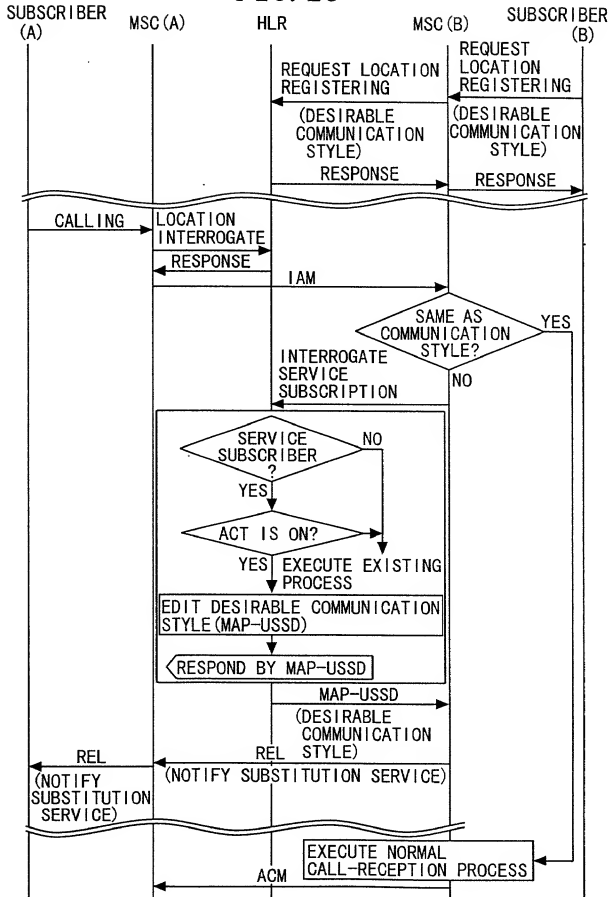 SUBSCRIBER
(A)
MSC(A)
HLR
MSC(B)
SUBSCRIBER
(B)
REQUEST LOCATION
REGISTERING
REQUEST
LOCATION
REGISTERING
(DESIRABLE
COMMUNICATION
STYLE)
(DESIRABLE
COMMUNICATION
STYLE)
RESPONSE
RESPONSE
CALLING
LOCATION
INTERROGATE
RESPONSE
IAM
SAME AS
COMMUNICATION
STYLE?
YES
NO
INTERROGATE
SERVICE
SUBSCRIPTION
SERVICE
SUBSCRIBER
?
NO
YES
ACT IS ON?
YES
EXECUTE EXISTING
PROCESS
EDIT DESIRABLE COMMUNICATION
STYLE(MAP-USSD)
RESPOND BY MAP-USSD
MAP-USSD
(DESIRABLE
COMMUNICATION
STYLE)
REL
(NOTIFY SUBSTITUTION SERVICE)
REL
(NOTIFY
SUBSTITUTION
SERVICE)
EXECUTE NORMAL
CALL-RECEPTION PROCESS
ACM